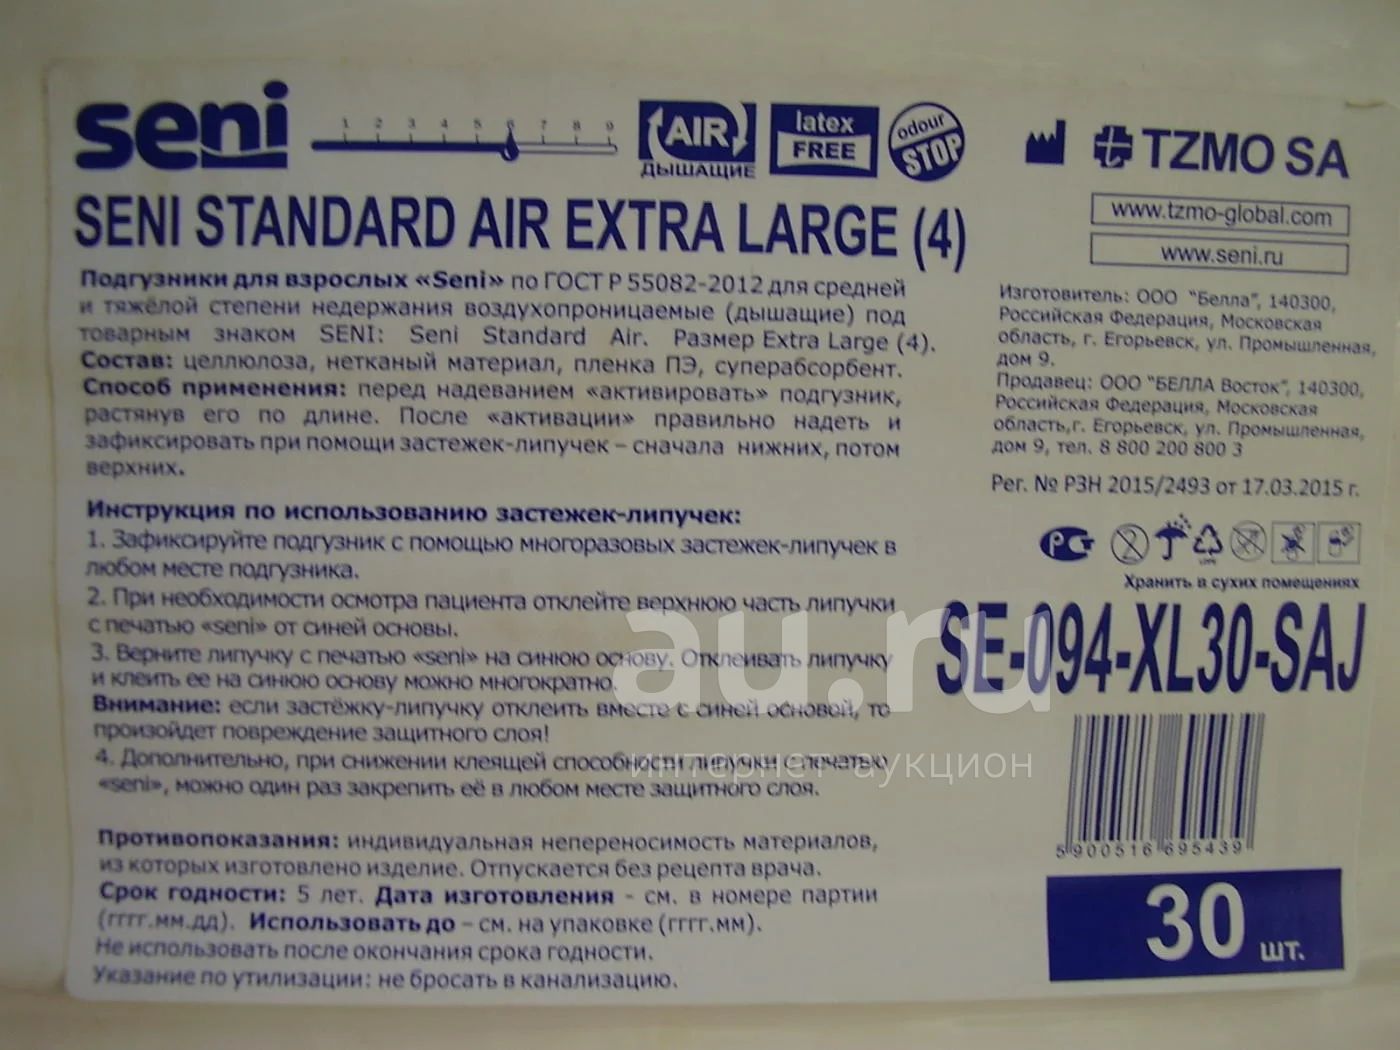 seni
1 2 3 4 5 6 7 8 9
AIR
ДЫШАЩИЕ
latex
FREE
odour
STOP
TZMO SA
www.tzmo-global.com
www.seni.ru
SENI STANDARD AIR EXTRA LARGE (4)
Подгузники для взрослых «Seni» по ГОСТ Р 55082-2012 для средней
и тяжёлой степени недержания воздухопроницаемые (дышащие) под
товарным знаком SENI: Seni Standard Air. Размер Extra Large (4).
Состав: целлюлоза, нетканый материал, пленка ПЭ, суперабсорбент.
Способ применения: перед надеванием «активировать» подгузник,
растянув его по длине. После «активации» правильно надеть и
зафиксировать при помощи застежек-липучек – сначала нижних, потом
верхних.
Инструкция по использованию застежек-липучек:
1. Зафиксируйте подгузник с помощью многоразовых застежек-липучек в
любом месте подгузника.
2. При необходимости осмотра пациента отклейте верхнюю часть липучки
с печатью «seni» от синей основы.
3. Верните липучку с печатью «seni» на синюю основу. Отклеивать липучку
и клеить ее на синюю основу можно многократно.
Внимание: если застёжку-липучку отклеить вместе с синей основой, то
произойдет повреждение защитного слоя!
4. Дополнительно, при снижении клеящей способности липучки с печатью
«seni», можно один раз закрепить её в любом месте защитного слоя.
Противопоказания: индивидуальная непереносимость материалов,
из которых изготовлено изделие. Отпускается без рецепта врача.
Срок годности: 5 лет. Дата изготовления - см. в номере партии
(гггг.мм.дд). Использовать до – см. на упаковке (гггг.мм).
Не использовать после окончания срока годности.
Указание по утилизации: не бросать в канализацию.
Изготовитель: ООО "Белла", 140300,
Российская Федерация, Московская
область, г. Егорьевск, ул. Промышленная,
дом 9.
Продавец: ООО "БЕЛЛА Восток", 140300,
Российская Федерация, Московская
область,г. Егорьевск, ул. Промышленная,
дом 9, тел. 8 800 200 800 3
Рег. № РЗН 2015/2493 от 17.03.2015 г.
Хранить в сухих помещениях
SE-094-XL30-SAJ
5 900516 695439
30 шт.
au.ru
интернет-аукцион